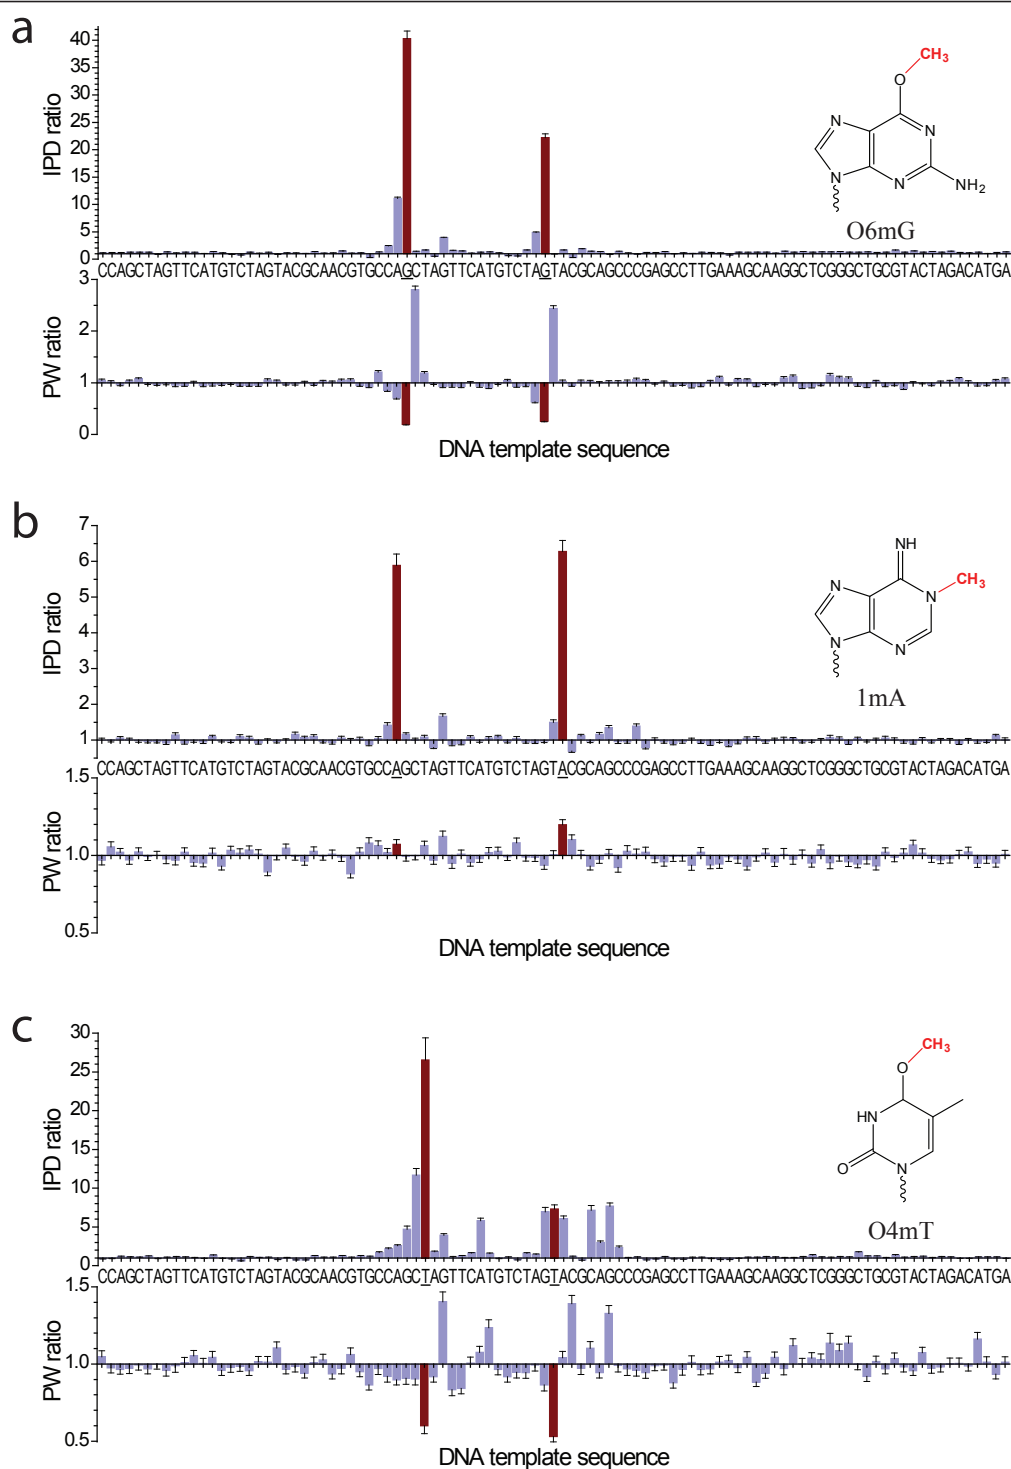 a
40
35
30
25
20
15
10
5
0
IPD ratio
CH3
O
N
N
N
N
NH2
O6mG
CCAGCTAGTTCATGTCTAGTACGCAACGTGCCAGCTAGTTCATGTCTAGTACGCAGCCCGAGCCTTGAAAGCAAGGCTCGGGCTGCGTACTAGACATGA
3
2
1
0
PW ratio
DNA template sequence
b
7
6
5
4
3
2
1
IPD ratio
NH
CH3
N
N
N
N
1mA
CCAGCTAGTTCATGTCTAGTACGCAACGTGCCAGCTAGTTCATGTCTAGTACGCAGCCCGAGCCTTGAAAGCAAGGCTCGGGCTGCGTACTAGACATGA
1.5
1.0
0.5
PW ratio
DNA template sequence
c
30
25
20
15
10
5
0
IPD ratio
CH3
O
HN
O
N
O4mT
CCAGCTAGTTCATGTCTAGTACGCAACGTGCCAGCTAGTTCATGTCTAGTACGCAGCCCGAGCCTTGAAAGCAAGGCTCGGGCTGCGTACTAGACATGA
1.5
1.0
0.5
PW ratio
DNA template sequence